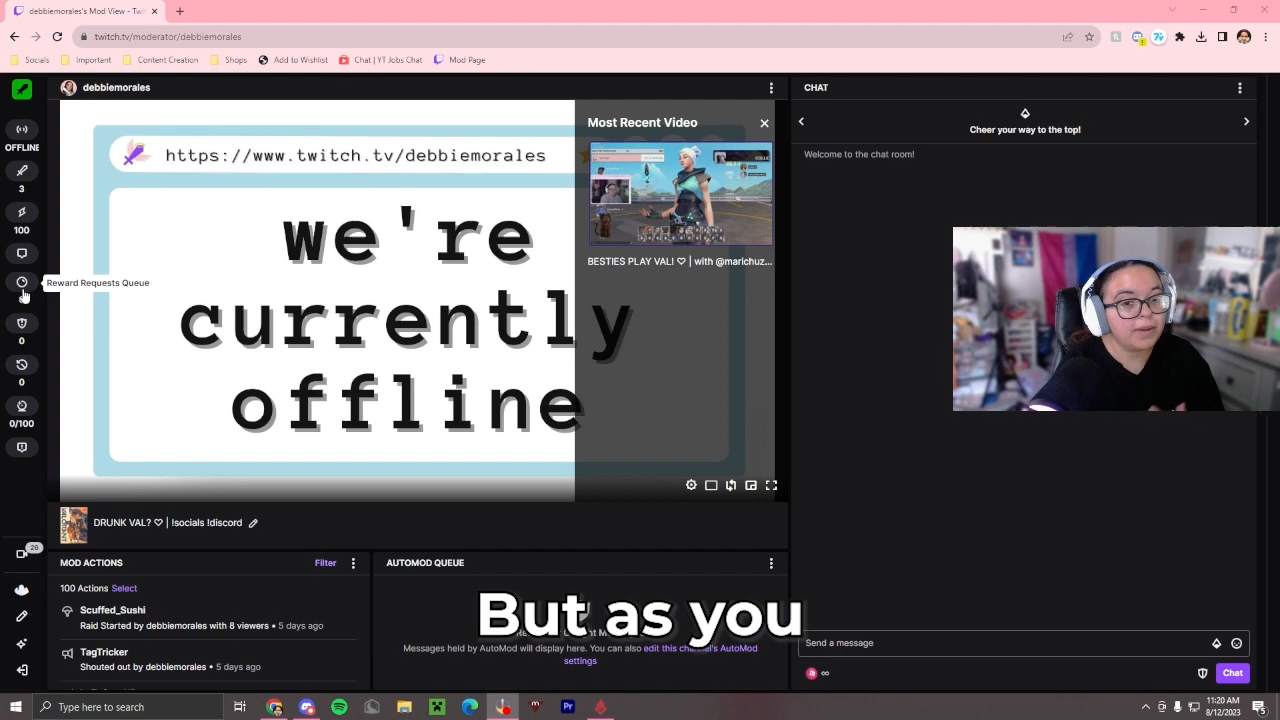 debbiemorales's Mod View - Twi
twitch.tv/moderator/debbiemorales
Socials
Important
Content Creation
Shops
Add to Wishlist
Chat | YT Jobs Chat
Mod Page
debbiemorales
CHAT
OFFLINE
3
100
Reward Requests Queue
0
0
0/100
28
https://www.twitch.tv/debbiemorales
we're
currently
offline
Most Recent Video
BESTIES PLAY VAL! ♡ | with @marichuz...
Cheer your way to the top!
Welcome to the chat room!
DRUNK VAL? ♡ | !socials !discord
MOD ACTIONS
Filter
100 Actions Select
Scuffed_Sushi
Raid Started by debbiemorales with 8 viewers • 5 days ago
TagTricker
Shouted out by debbiemorales • 5 days ago
AUTOMOD QUEUE
Messages held by AutoMod will display here. You can also edit this channel's AutoMod
settings
But as you
Send a message
∞
Chat
Type here to search
11:20 AM
8/12/2023
5